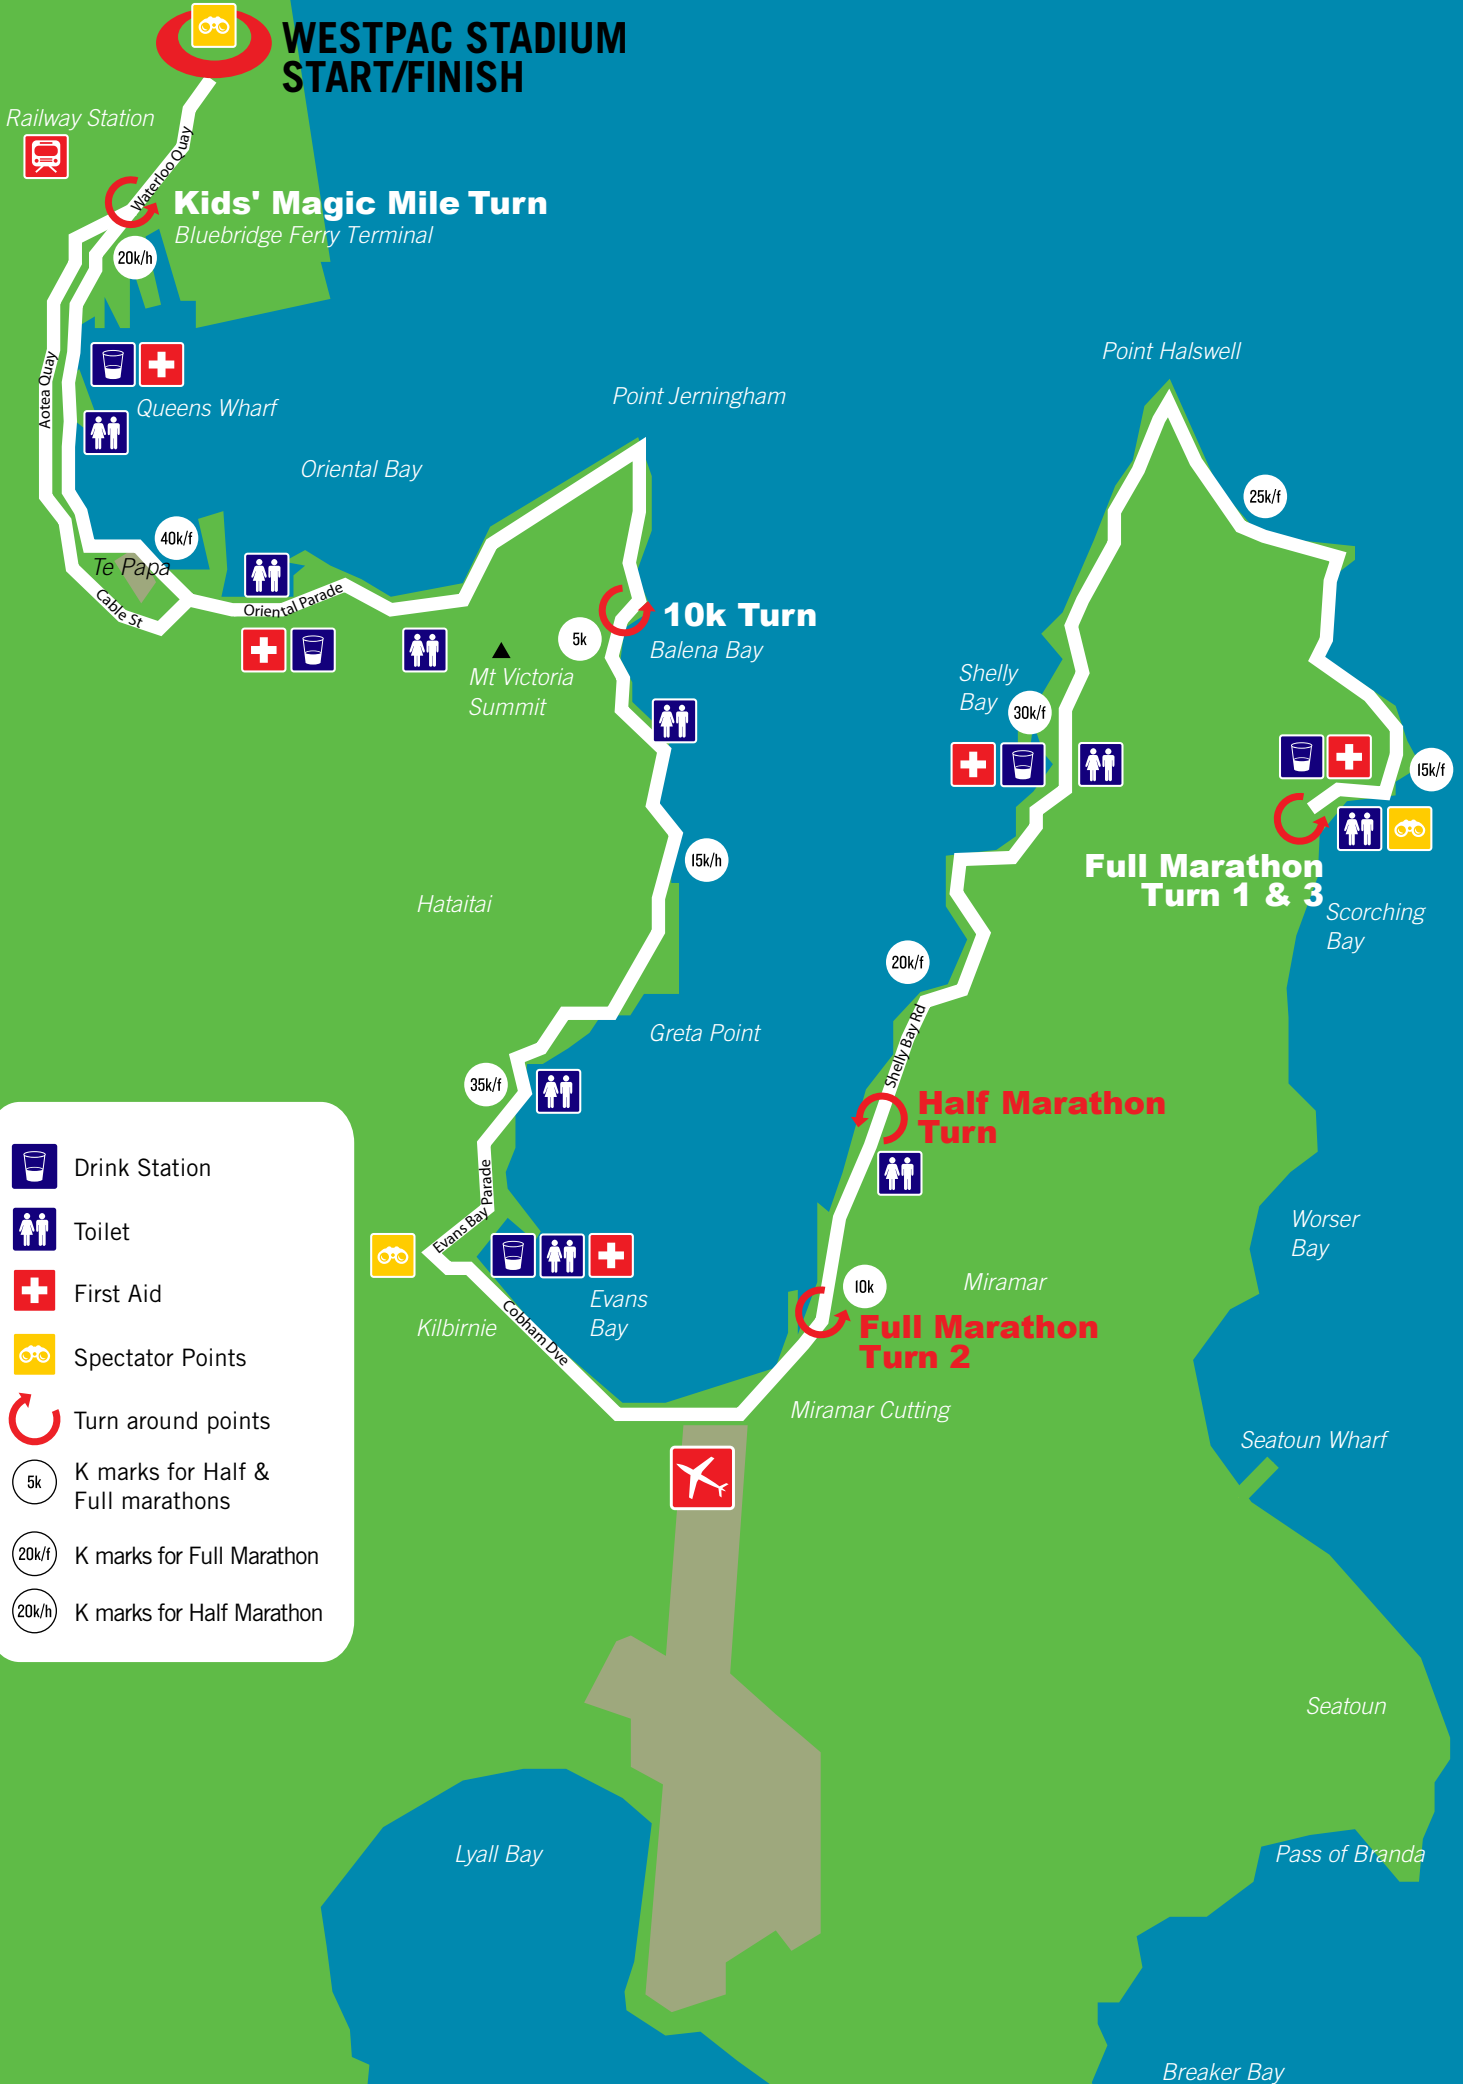 WESTPAC STADIUM
START/FINISH
Railway Station
Waterloo Quay
Kids' Magic Mile Turn
Bluebridge Ferry Terminal
20k/h
Aotea Quay
Queens Wharf
Oriental Bay
Point Jerningham
Point Halswell
25k/f
40k/f
Te Papa
Cable St
Oriental Parade
10k Turn
5k
Balena Bay
Mt Victoria
Summit
Shelly
Bay
30k/f
15k/f
15k/h
Full Marathon
Turn 1 & 3
Scorching
Bay
Hataitai
20k/f
Greta Point
Shelly Bay Rd
35k/f
Half Marathon
Turn
Evans Bay Parade
Worser
Bay
Miramar
10k
Evans
Bay
Kilbirnie
Cobham Dve
Full Marathon
Turn 2
Miramar Cutting
Seatoun Wharf
Drink Station
Toilet
First Aid
Spectator Points
Turn around points
5k
K marks for Half &
Full marathons
20k/f
K marks for Full Marathon
20k/h
K marks for Half Marathon
Seatoun
Lyall Bay
Pass of Branda
Breaker Bay